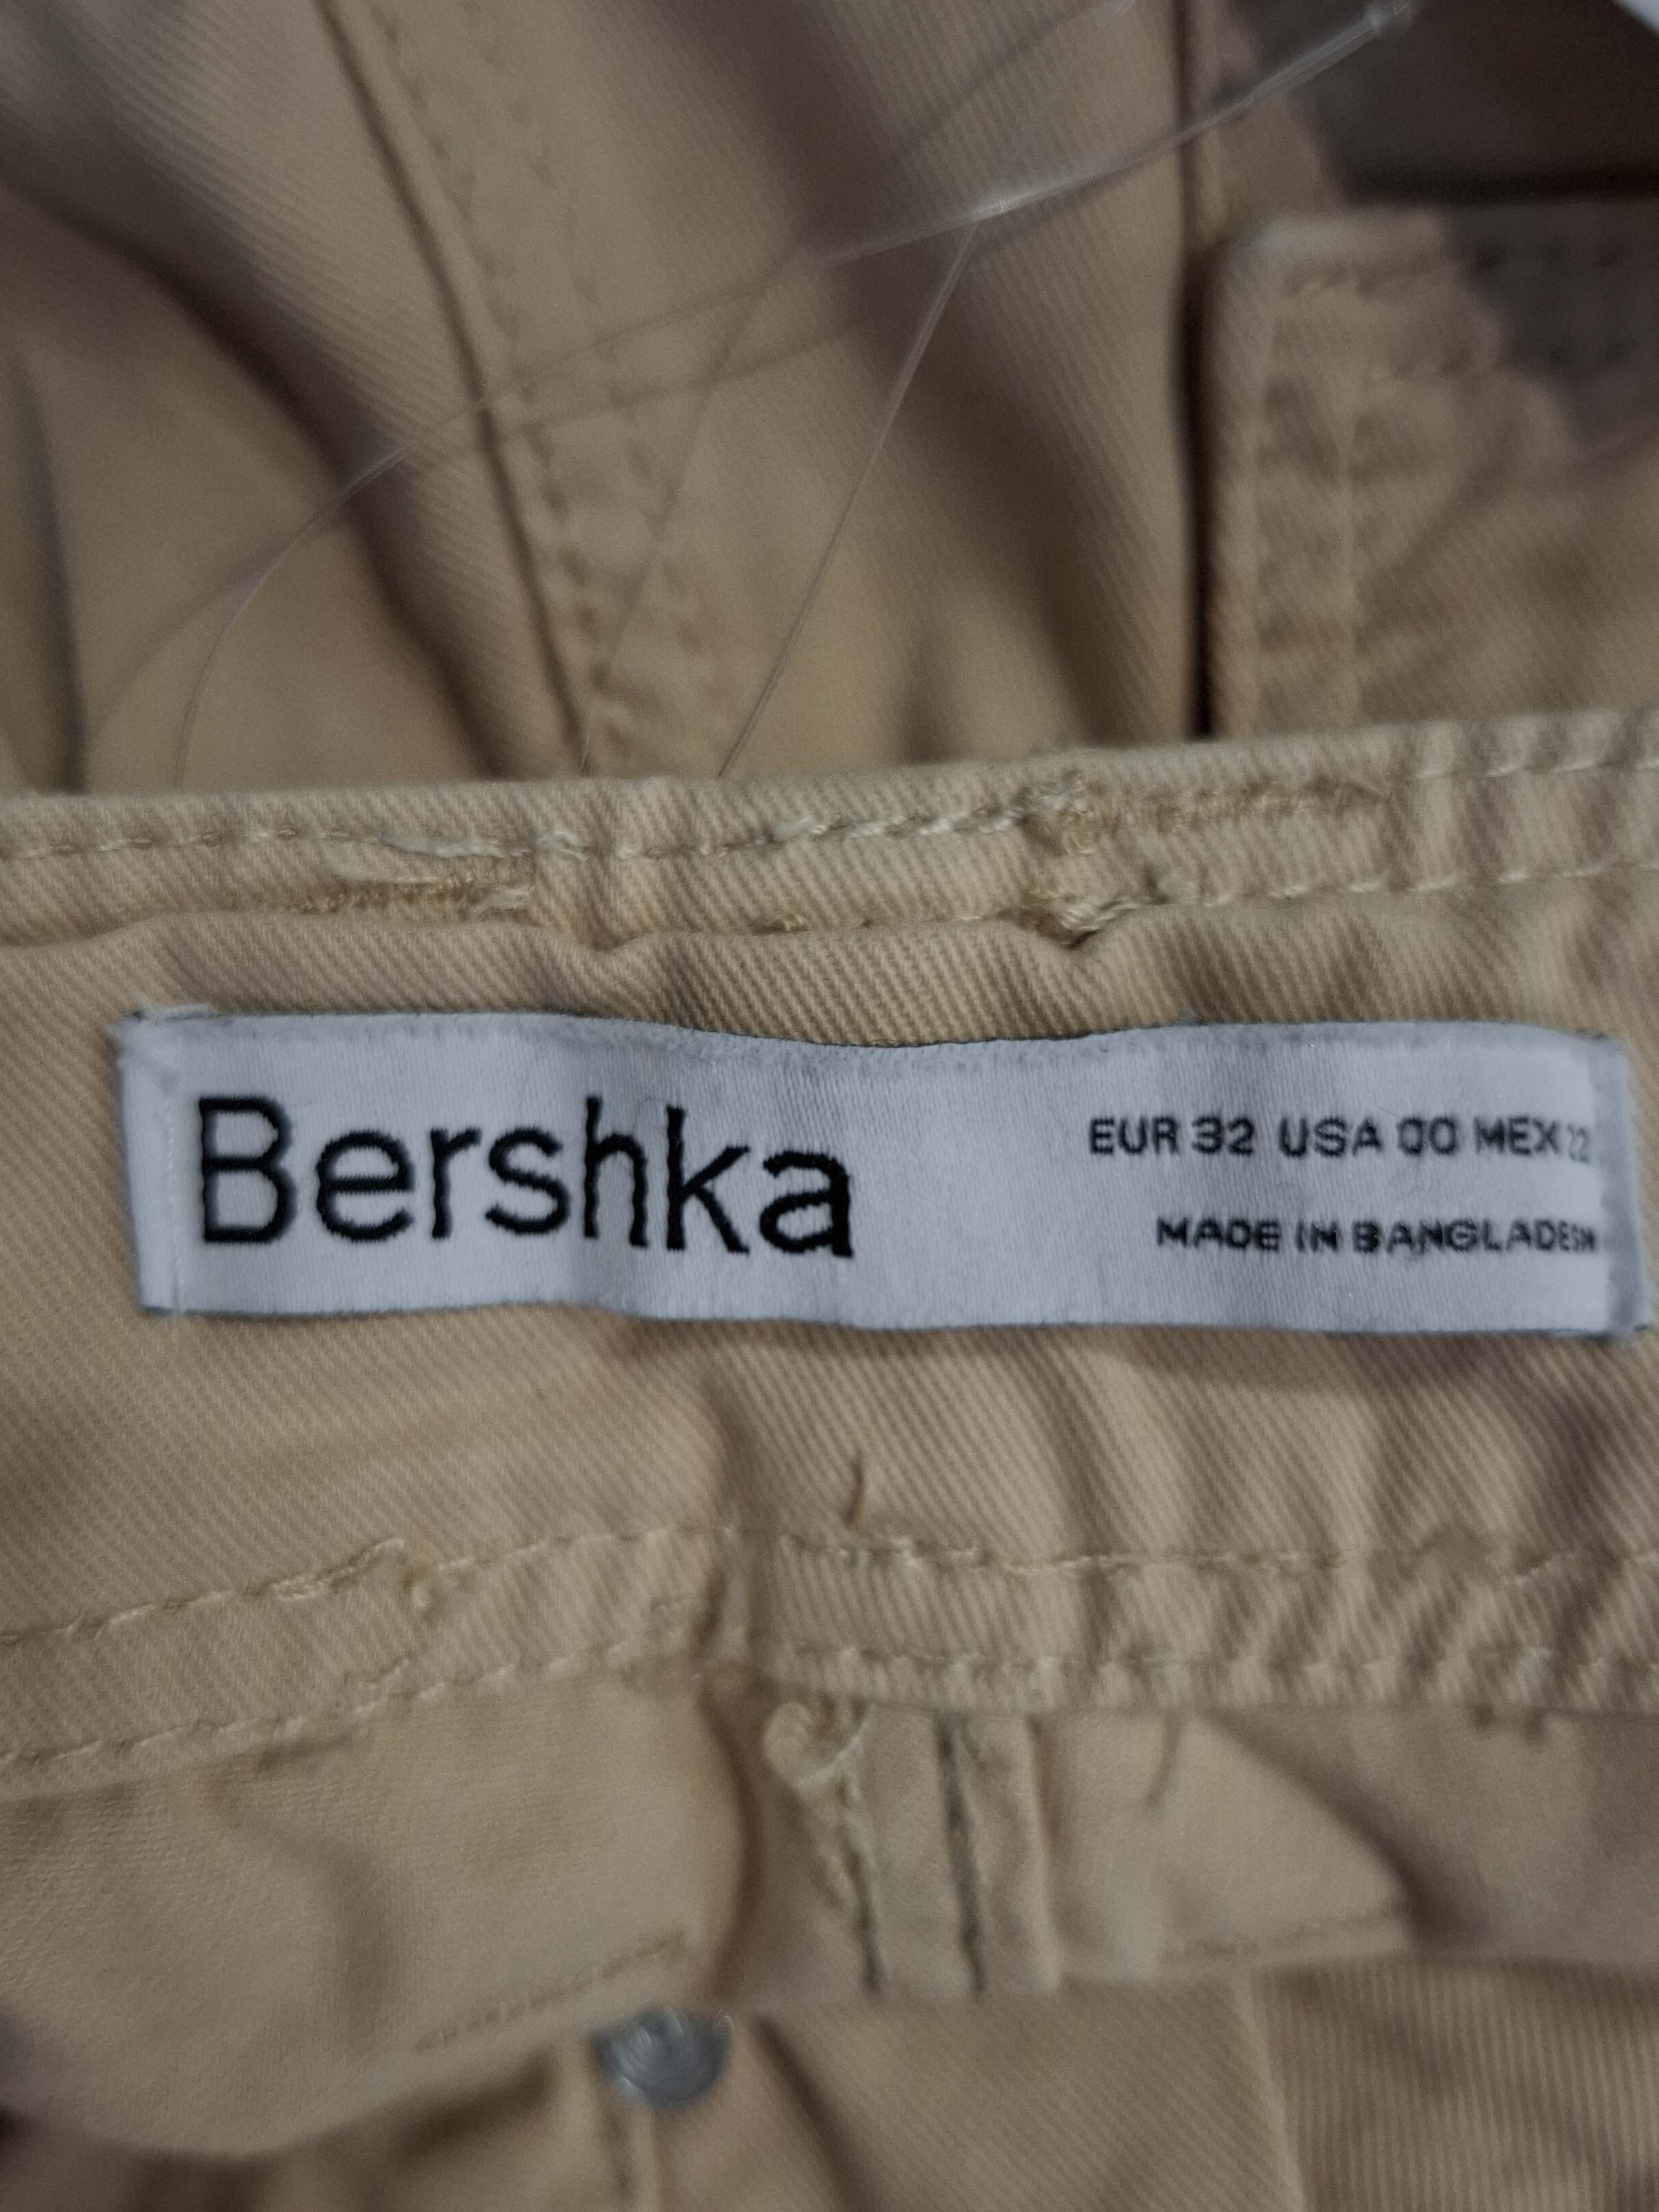 Bershka
EUR 32 USA 00 MEX 22
MADE IN BANGLADESH